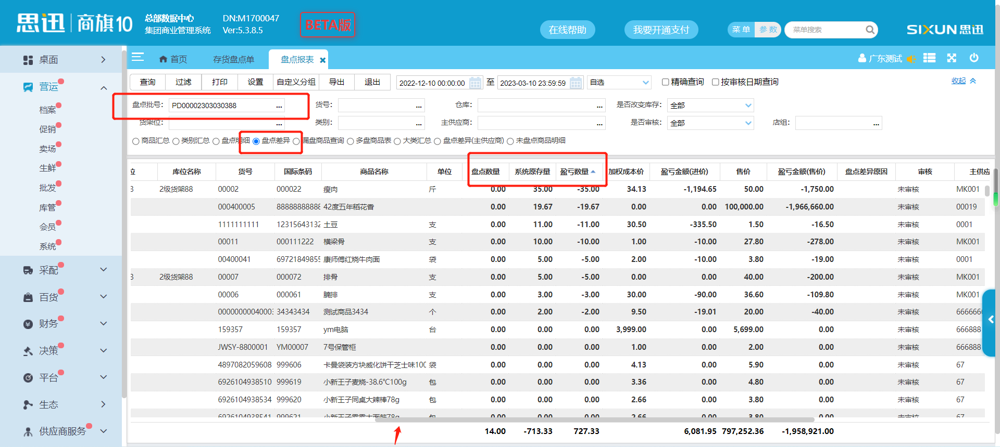 思迅 商旗10 总部数据中心 DN:M1700047 BETA版
集团商业管理系统 Ver:5.3.8.5
在线帮助 我要开通支付 菜单 参数 菜单搜索 SIXUN思迅
桌面
营运
档案
促销
卖场
生鲜
批发
库管
会员
系统
采配
百货
财务
决策
平台
生态
供应商服务
首页 存货盘点单 盘点报表 广东测试
查询 过滤 打印 设置 自定义分组 导出 退出 2022-12-10 00:00:00 至 2023-03-10 23:59:59 自选 精确查询 按审核日期查询 收起
盘点批号: PD00002303030388 ... 货号: ... 仓库: ... 是否改变库存: 全部
货架位: ... 类别: ... 主供应商: ... 是否审核: 全部 店组: ...
商品汇总 类别汇总 盘点明细 盘点差异 漏盘商品查询 多盘商品表 大类汇总 盘点差异(主供应商) 未盘点商品明细
位 库位名称 货号 国际条码 商品名称 单位 盘点数量 系统原存量 盈亏数量 加权成本价 盈亏金额(进价) 售价 盈亏金额(售价) 盘点差异原因 审核 主供应
3 2级货架88 00002 000022 瘦肉 斤 0.00 35.00 -35.00 34.13 -1,194.65 50.00 -1,750.00 未审核 MK001
000400005 88888888888 42度五年稻花香 0.00 19.67 -19.67 0.00 0.00 100,000.00 -1,966,660.00 未审核 00019
1111111111 12315643132 土豆 支 0.00 11.00 -11.00 30.50 -335.50 1.50 -16.50 未审核 0001
00011 000111222 横梁骨 支 0.00 10.00 -10.00 1.00 -10.00 27.80 -278.00 未审核 MK001
00400041 69721849855 康师傅红烧牛肉面 袋 0.00 5.00 -5.00 2.00 -10.00 3.80 -19.00 未审核 0001
3 2级货架88 00007 000072 排骨 支 0.00 5.00 -5.00 0.00 0.00 40.00 -200.00 未审核 MK001
00006 000061 腩排 支 0.00 3.00 -3.00 30.00 -90.00 36.60 -109.80 未审核 MK001
0000000004000 34343434 测试商品3434 个 0.00 2.00 -2.00 9.50 -19.01 20.00 -40.00 未审核 666666
159357 159357 ym电脑 台 0.00 0.00 0.00 3,999.00 0.00 5,699.00 0.00 未审核 666888
JWSY-8800001 YM00007 7号保管柜 0.00 0.00 0.00 1.00 0.00 2.00 0.00 未审核 666888
4897082059608 999606 卡曼袋装方块威化饼干芝士味100 袋 0.00 0.00 0.00 4.13 0.00 5.90 0.00 未审核 67
6926104938510 999619 小新王子麦烧-38.6℃100g 包 0.00 0.00 0.00 3.36 0.00 4.80 0.00 未审核 67
6926104938534 999620 小新王子同桌大辣棒78g 包 0.00 0.00 0.00 2.66 0.00 3.80 0.00 未审核 67
6926104938541 999621 0.00 0.00 0.00 2.66 0.00 3.80 0.00 未审核 67
14.00 -713.33 727.33 6,081.95 797,252.36 -1,958,921.00